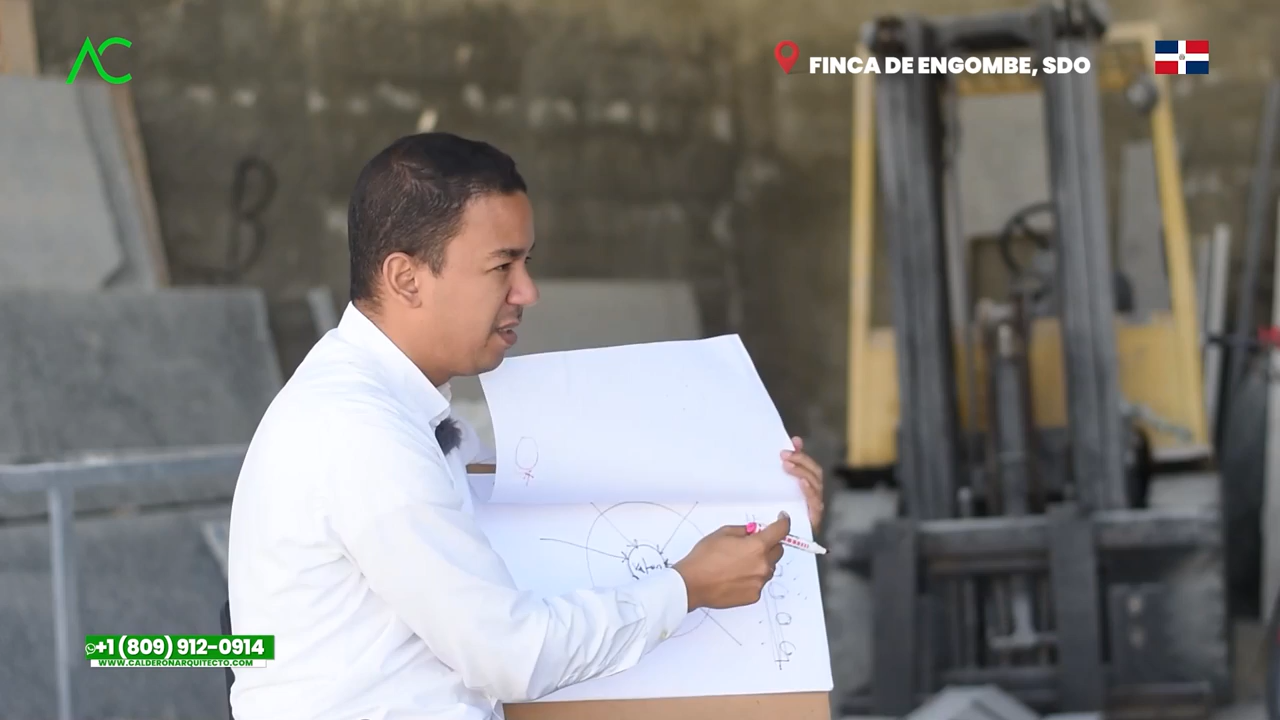 AC
FINCA DE ENGOMBE, SDO
+1 (809) 912-0914
WWW.CALDERONARQUITECTO.COM